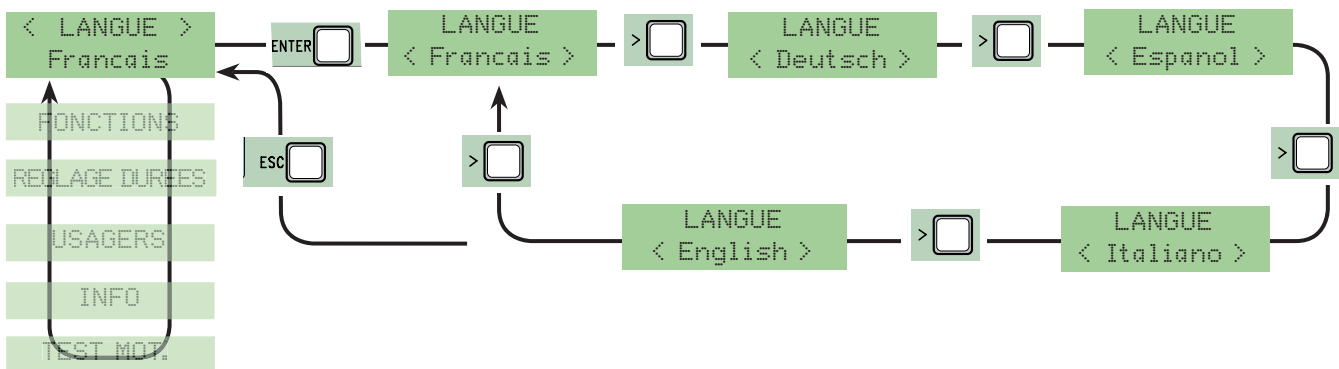 < LANGUE >
Francais
ENTER
LANGUE
< Francais >
>
LANGUE
< Deutsch >
>
LANGUE
< Espanol >
>
LANGUE
< Italiano >
>
LANGUE
< English >
>
ESC
FONCTIONS
REGLAGE DUREES
USAGERS
INFO
TEST MOT.